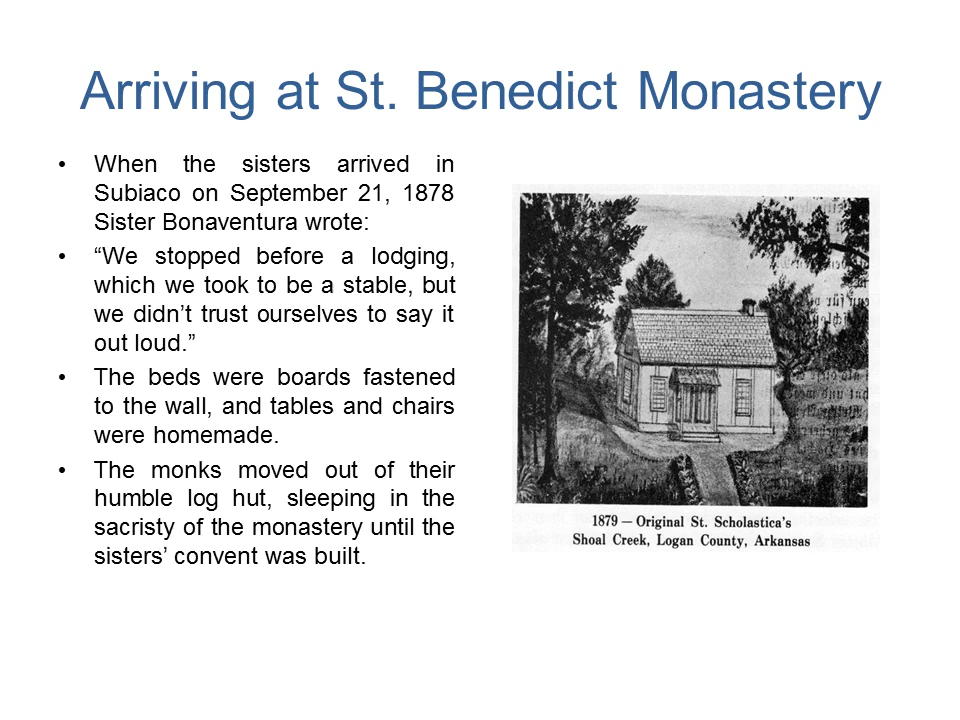 Arriving at St. Benedict Monastery
• When the sisters arrived in
Subiaco on September 21, 1878
Sister Bonaventura wrote:
• “We stopped before a lodging,
which we took to be a stable, but
we didn’t trust ourselves to say it
out loud.”
• The beds were boards fastened
to the wall, and tables and chairs
were homemade.
• The monks moved out of their
humble log hut, sleeping in the
sacristy of the monastery until the
sisters’ convent was built.
1879 — Original St. Scholastica's
Shoal Creek, Logan County, Arkansas